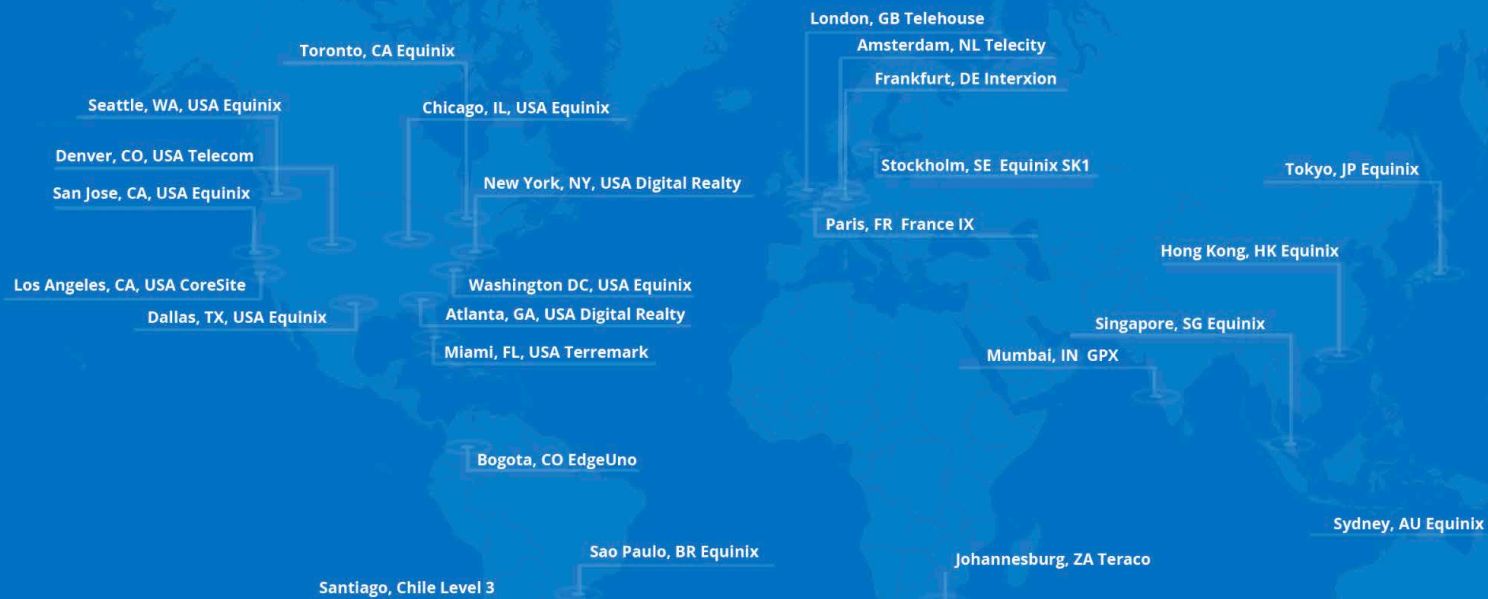 London, GB Telehouse
Amsterdam, NL Telecity
Toronto, CA Equinix
Frankfurt, DE Interxion
Seattle, WA, USA Equinix
Chicago, IL, USA Equinix
Denver, CO, USA Telecom
Stockholm, SE Equinix SK1
Tokyo, JP Equinix
New York, NY, USA Digital Realty
San Jose, CA, USA Equinix
Paris, FR France IX
Hong Kong, HK Equinix
Los Angeles, CA, USA CoreSite
Washington DC, USA Equinix
Dallas, TX, USA Equinix
Atlanta, GA, USA Digital Realty
Singapore, SG Equinix
Miami, FL, USA Terremark
Mumbai, IN GPX
Bogota, CO EdgeUno
Sydney, AU Equinix
Sao Paulo, BR Equinix
Johannesburg, ZA Teraco
Santiago, Chile Level 3